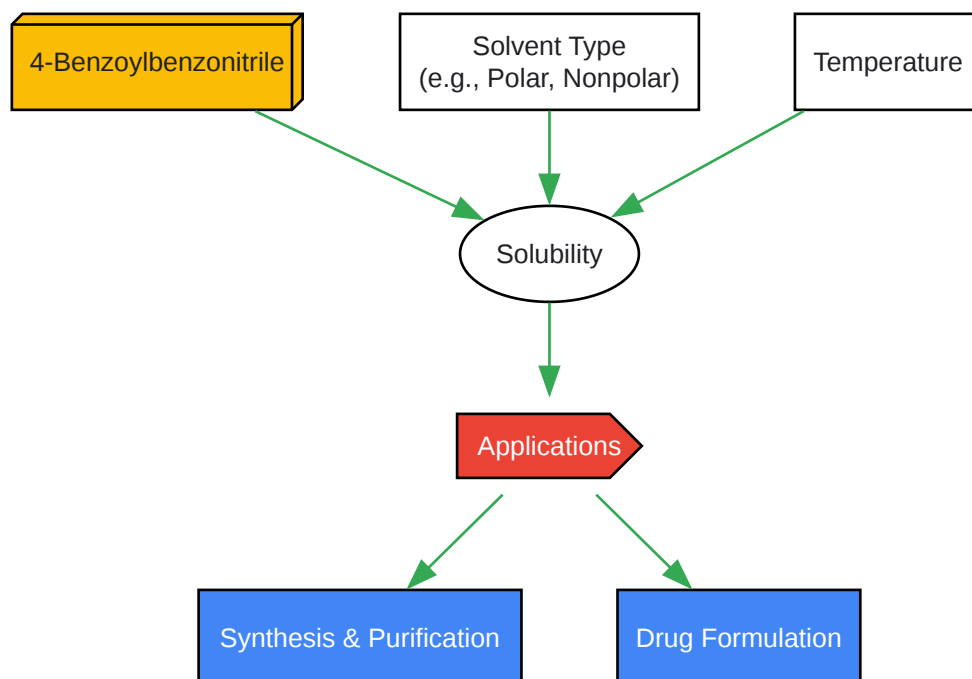 4-Benzoylbenzonitrile
Solvent Type
(e.g., Polar, Nonpolar)
Temperature
Solubility
Applications
Synthesis & Purification
Drug Formulation